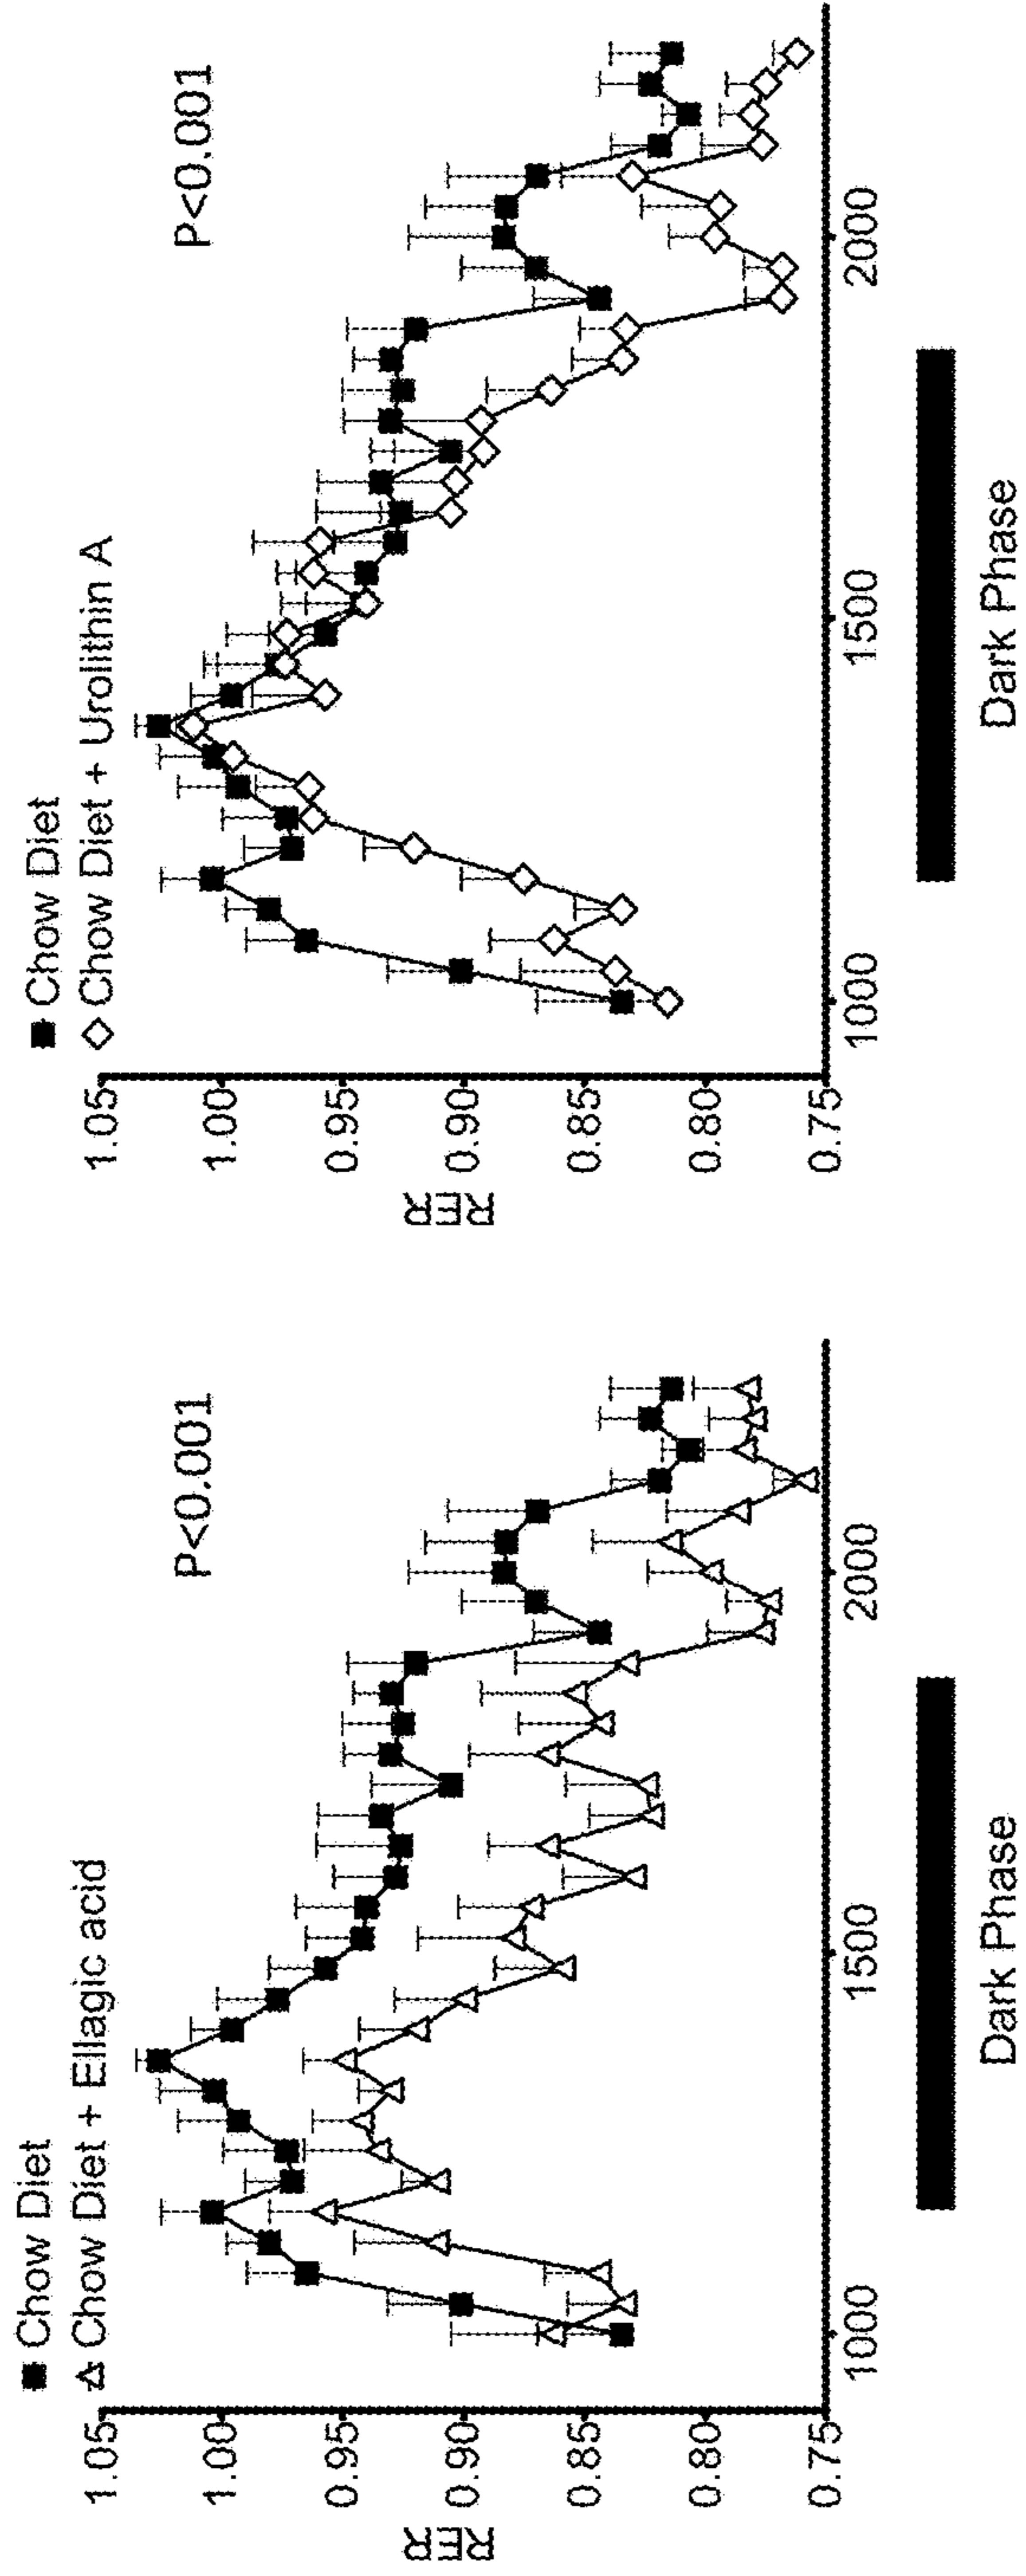 Chow Diet
Chow Diet + Ellagic acid
P<0.001
RER
1.05
1.00
0.95
0.90
0.85
0.80
0.75
1000
1500
2000
Dark Phase
Chow Diet
Chow Diet + Urolithin A
P<0.001
RER
1.05
1.00
0.95
0.90
0.85
0.80
0.75
1000
1500
2000
Dark Phase